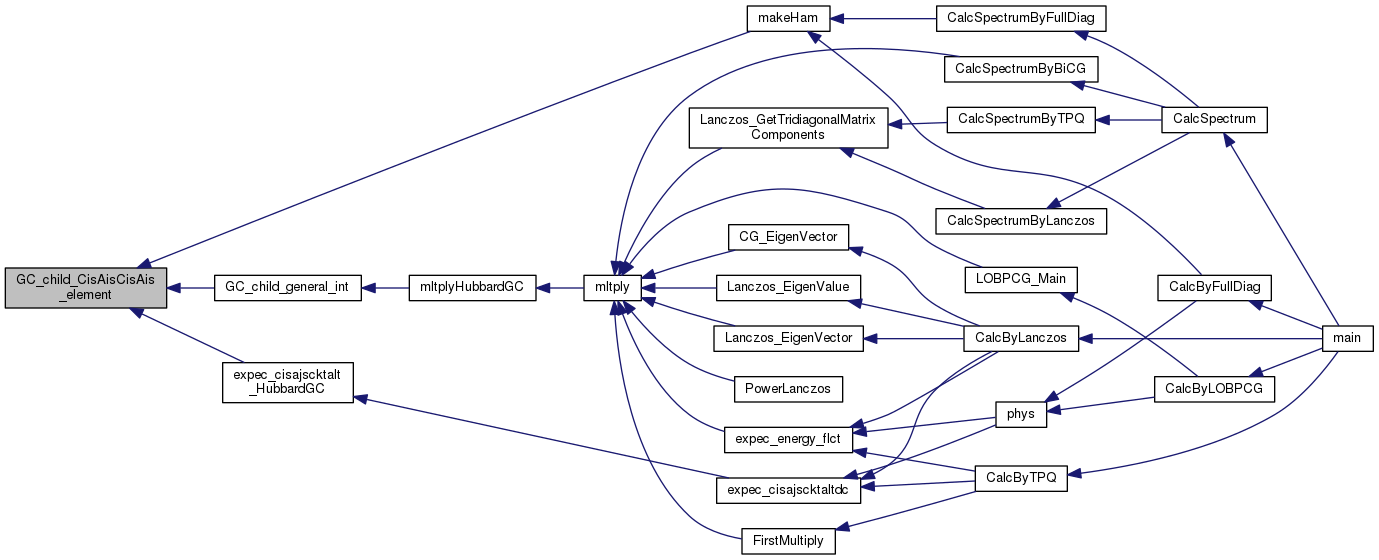 GC_child_CisAisCisAis
_element
makeHam
GC_child_general_int
expec_cisajscktalt
_HubbardGC
mltplyHubbardGC
mltply
Lanczos_GetTridiagonalMatrix
Components
CG_EigenVector
Lanczos_EigenValue
Lanczos_EigenVector
PowerLanczos
expec_energy_flct
expec_cisajscktaltdc
FirstMultiply
CalcSpectrumByFullDiag
CalcSpectrumByBiCG
CalcSpectrumByTPQ
CalcSpectrumByLanczos
LOBPCG_Main
CalcByLanczos
phys
CalcByTPQ
CalcSpectrum
CalcByFullDiag
CalcByLOBPCG
main